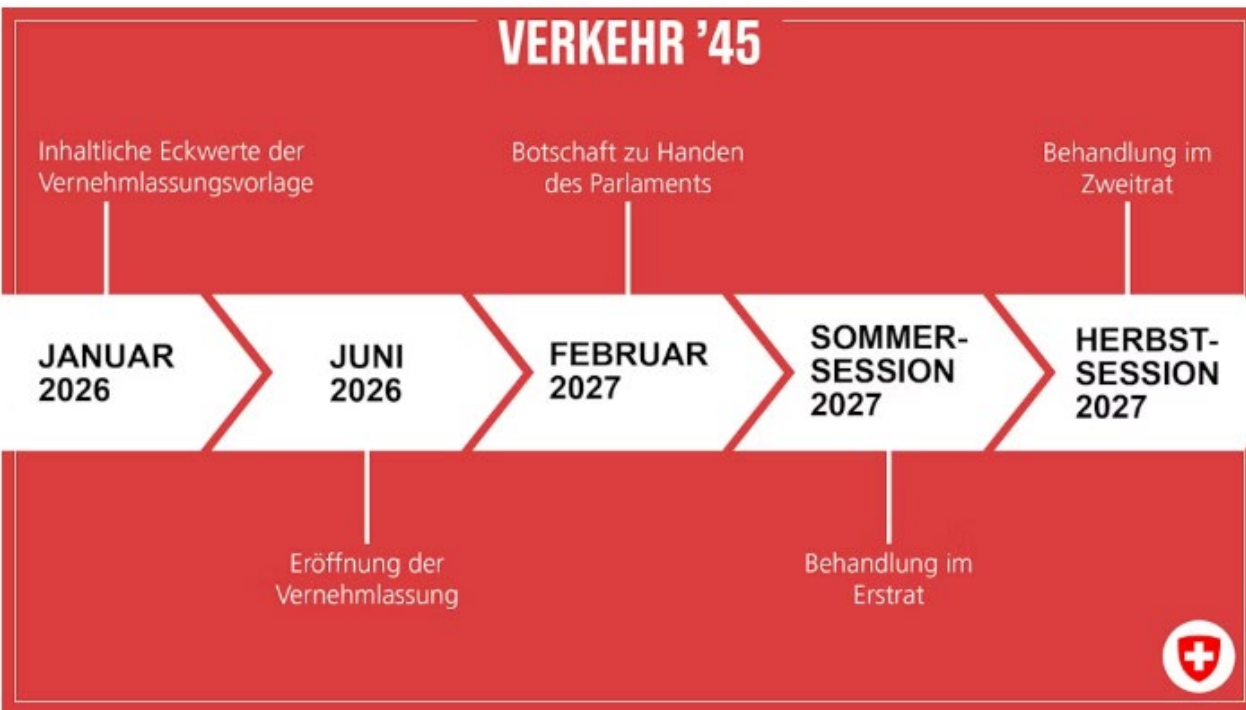 VERKEHR ’45
Inhaltliche Eckwerte der
Vernehmlassungsvorlage
Botschaft zu Handen
des Parlaments
Behandlung im
Zweitrat
JANUAR
2026
JUNI
2026
FEBRUAR
2027
SOMMER-
SESSION
2027
HERBST-
SESSION
2027
Eröffnung der
Vernehmlassung
Behandlung im
Erstrat